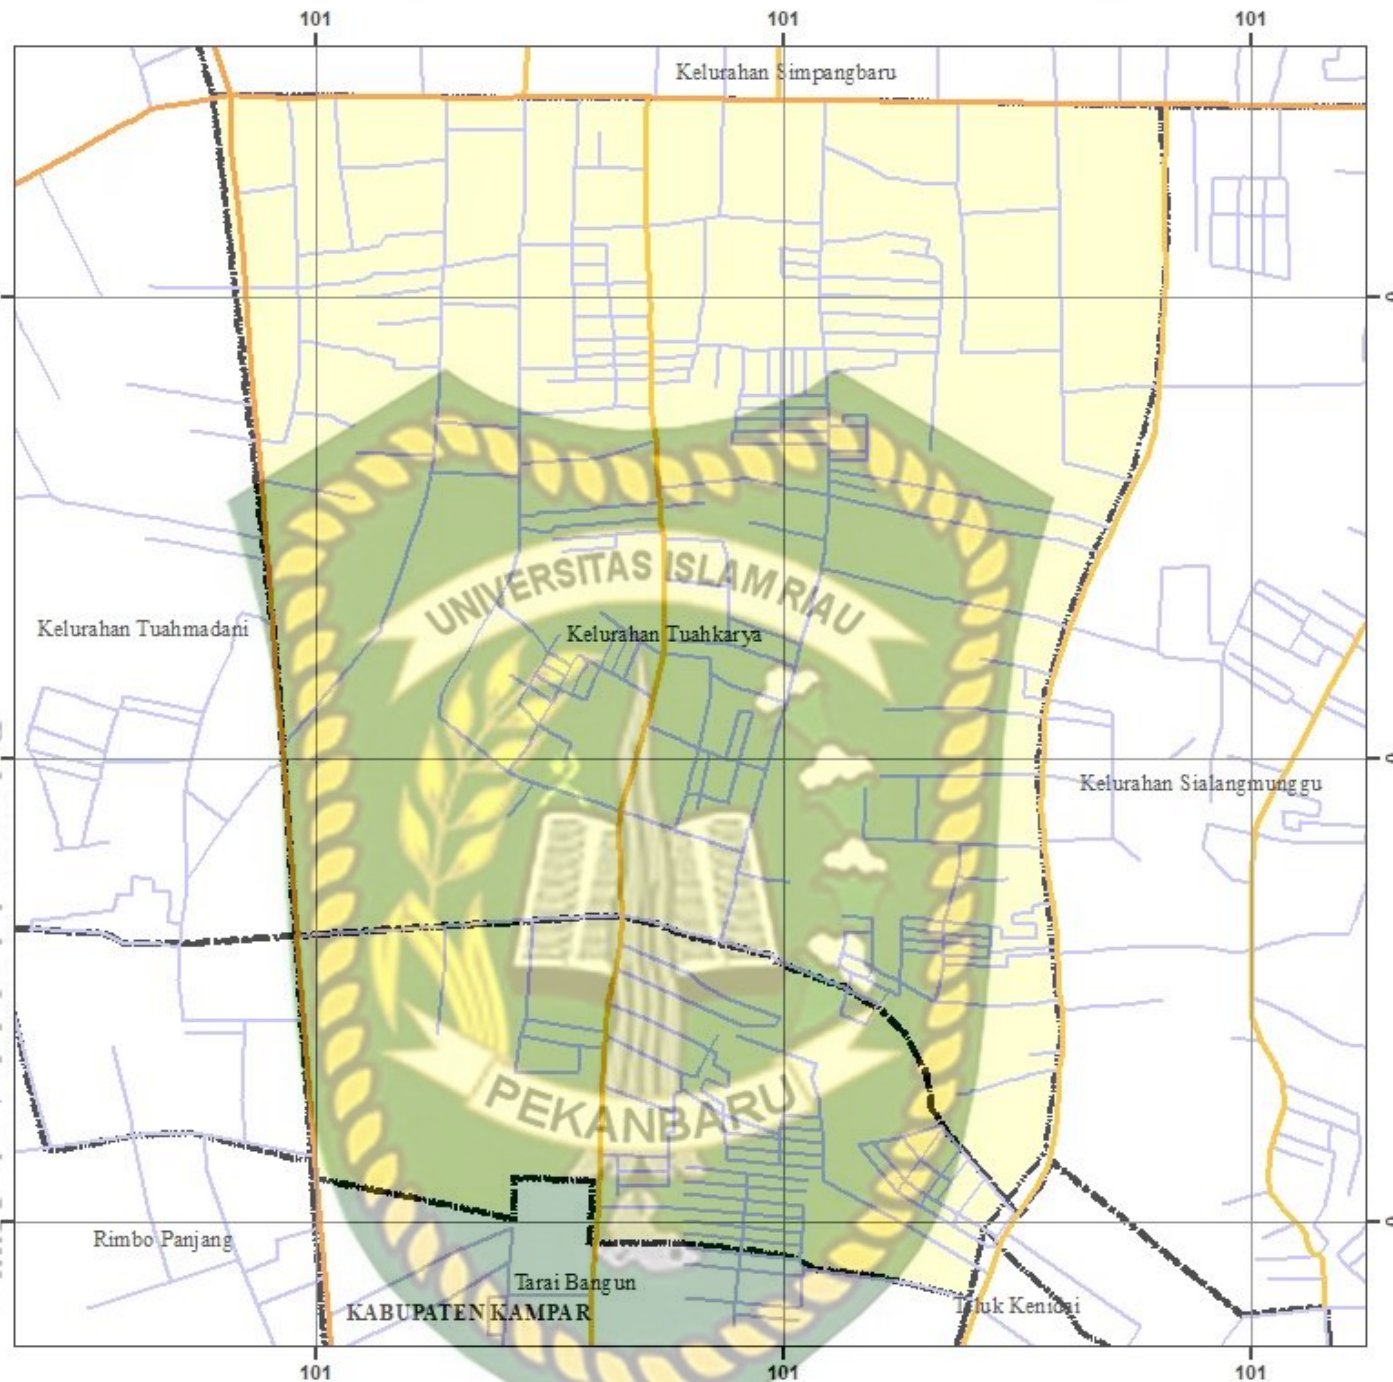 101 101 101
Kelurahan Simpangbaru
UNIVERSITAS ISLAM RIAU
Kelurahan Tuahmadani
Kelurahan Tuahkarya
Kelurahan Sialangmunggu
PEKANBARU
Rimbo Panjang
Tarai Bangun
KABUPATEN KAMPAR
Teluk Kenidai
101 101 101